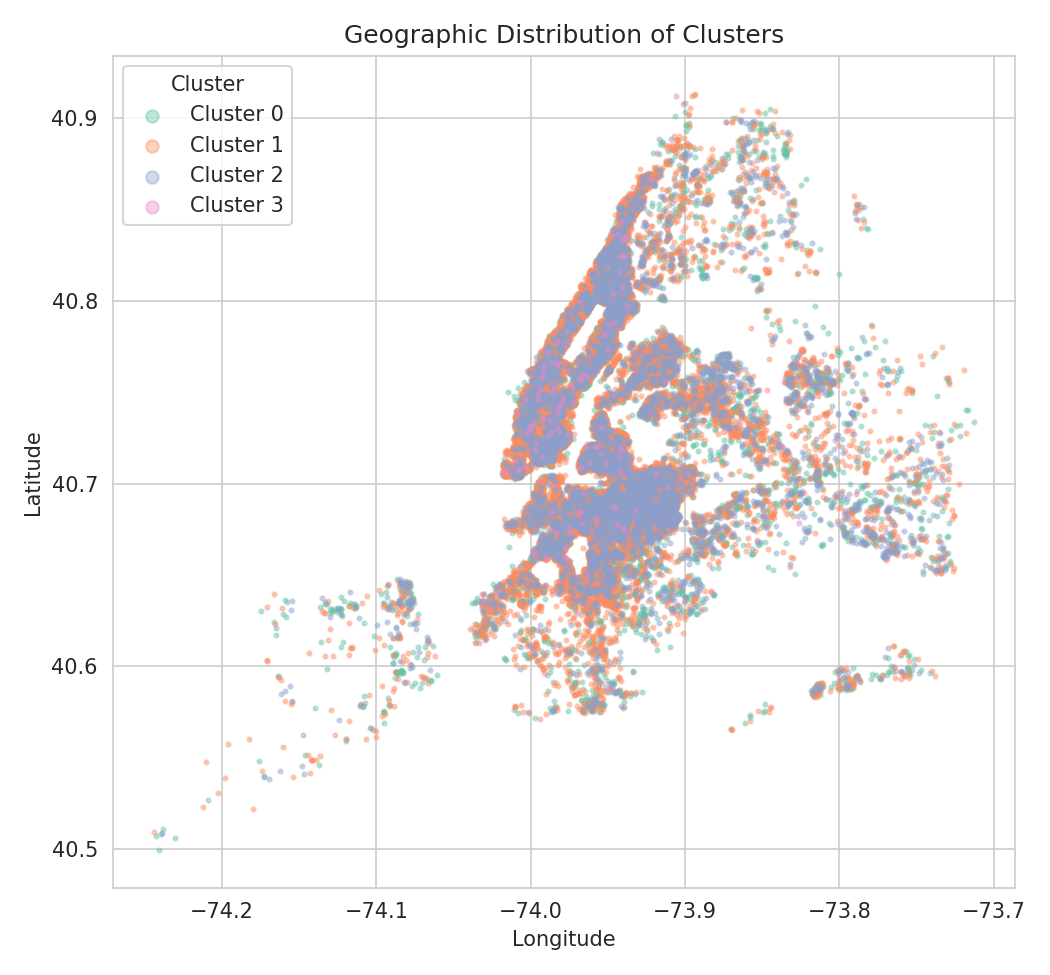 Geographic Distribution of Clusters
Cluster
Cluster 0
Cluster 1
Cluster 2
Cluster 3
Latitude
40.9
40.8
40.7
40.6
40.5
−74.2
−74.1
−74.0
−73.9
−73.8
−73.7
Longitude